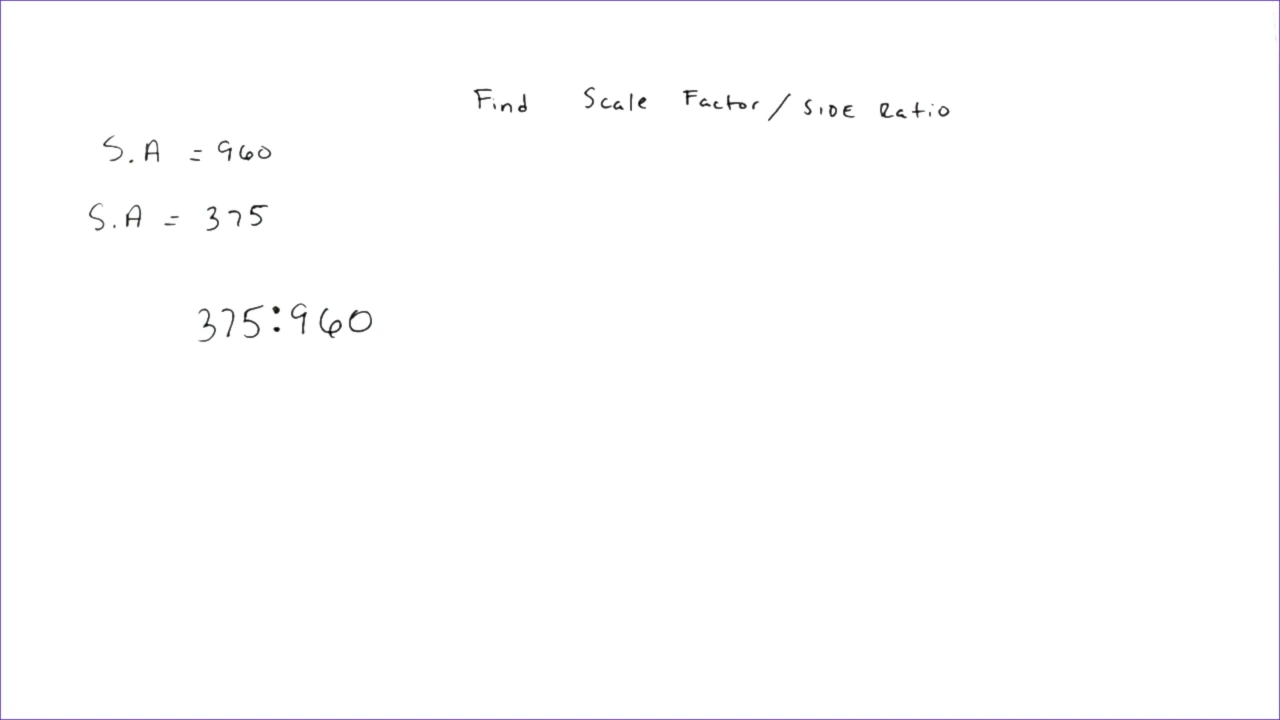 Find Scale Factor / SIDE Ratio
S.A = 960
S.A = 375
375:960